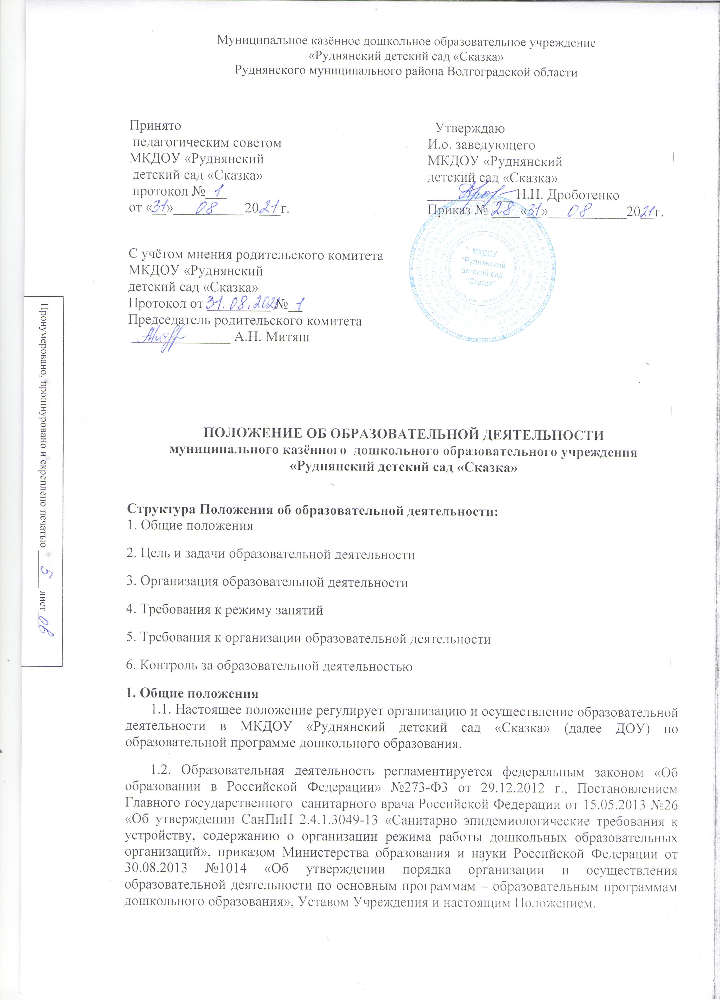 Муниципальное казённое дошкольное образовательное учреждение
«Руднянский детский сад «Сказка»
Руднянского муниципального района Волгоградской области
Принято
педагогическим советом
МКДОУ «Руднянский
детский сад «Сказка»
протокол № 1
от «31» 08 2021 г.
Утверждаю
И.о. заведующего
МКДОУ «Руднянский
детский сад «Сказка»
Н.Н. Дроботенко
Приказ № 28 «31» 08 2021 г.
МКДОУ
"Руднянский
детский сад
"Сказка"
С учётом мнения родительского комитета
МКДОУ «Руднянский
детский сад «Сказка»
Протокол от 31.08.2021 № 1
Председатель родительского комитета
А.Н. Митяш
Пронумеровано, прошнуровано и скреплено печатью 5 лист ов
ПОЛОЖЕНИЕ ОБ ОБРАЗОВАТЕЛЬНОЙ ДЕЯТЕЛЬНОСТИ
муниципального казённого дошкольного образовательного учреждения
«Руднянский детский сад «Сказка»
Структура Положения об образовательной деятельности:
1. Общие положения
2. Цель и задачи образовательной деятельности
3. Организация образовательной деятельности
4. Требования к режиму занятий
5. Требования к организации образовательной деятельности
6. Контроль за образовательной деятельностью
1. Общие положения
1.1. Настоящее положение регулирует организацию и осуществление образовательной
деятельности в МКДОУ «Руднянский детский сад «Сказка» (далее ДОУ) по
образовательной программе дошкольного образования.
1.2. Образовательная деятельность регламентируется федеральным законом «Об
образовании в Российской Федерации» №273-ФЗ от 29.12.2012 г., Постановлением
Главного государственного санитарного врача Российской Федерации от 15.05.2013 №26
«Об утверждении СанПиН 2.4.1.3049-13 «Санитарно эпидемиологические требования к
устройству, содержанию о организации режима работы дошкольных образовательных
организаций», приказом Министерства образования и науки Российской Федерации от
30.08.2013 №1014 «Об утверждении порядка организации и осуществления
образовательной деятельности по основным программам – образовательным программам
дошкольного образования», Уставом Учреждения и настоящим Положением.